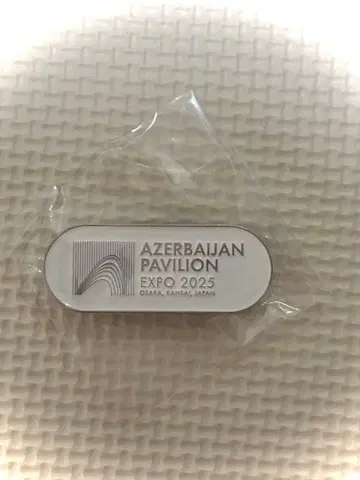 AZERBAIJAN
PAVILION
EXPO 2025
OSAKA, KANSAI, JAPAN